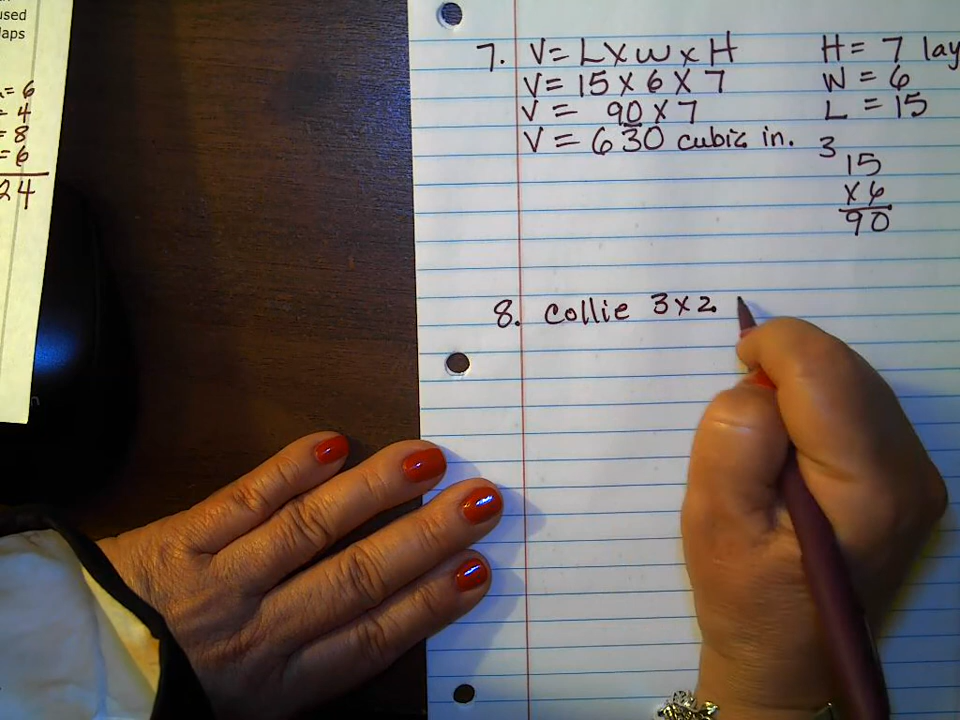 used
laps
= 6
= 4
= 8
= 6
24
7. V = L X W X H
V = 15 X 6 X 7
V = 90 X 7
V = 630 cubic in.
H = 7 lay
W = 6
L = 15
3
15
X 6
90
8. Collie 3 x 2